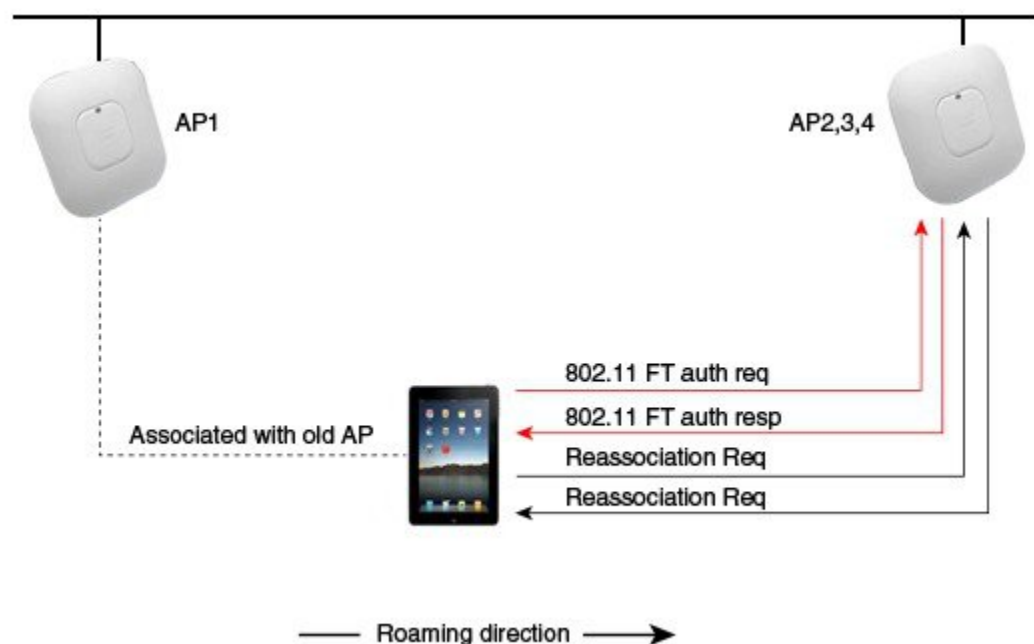 AP1
AP2,3,4
802.11 FT auth req
802.11 FT auth resp
Associated with old AP
Reassociation Req
Reassociation Req
Roaming direction